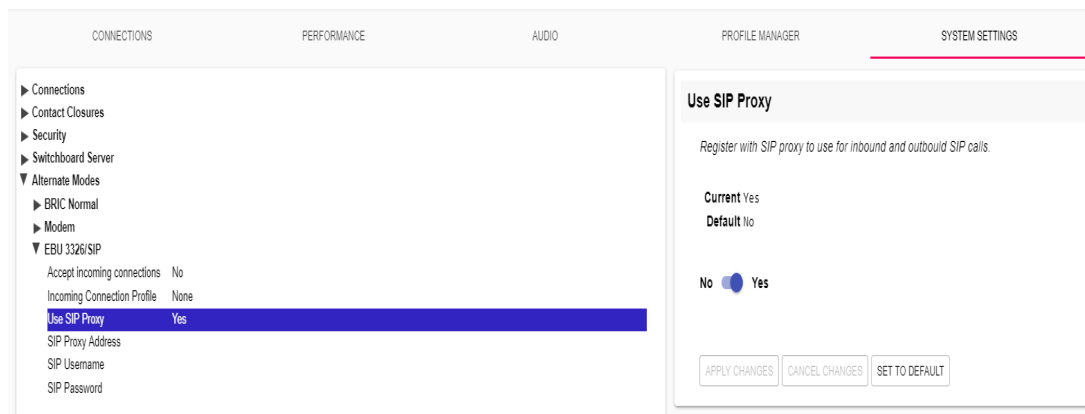 CONNECTIONS PERFORMANCE AUDIO PROFILE MANAGER SYSTEM SETTINGS
Connections
Contact Closures
Security
Switchboard Server
Alternate Modes
BRIC Normal
Modem
EBU 3326/SIP
Accept incoming connections No
Incoming Connection Profile None
Use SIP Proxy Yes
SIP Proxy Address
SIP Username
SIP Password
Use SIP Proxy
Register with SIP proxy to use for inbound and outbould SIP calls.
Current Yes
Default No
No Yes
APPLY CHANGES CANCEL CHANGES SET TO DEFAULT